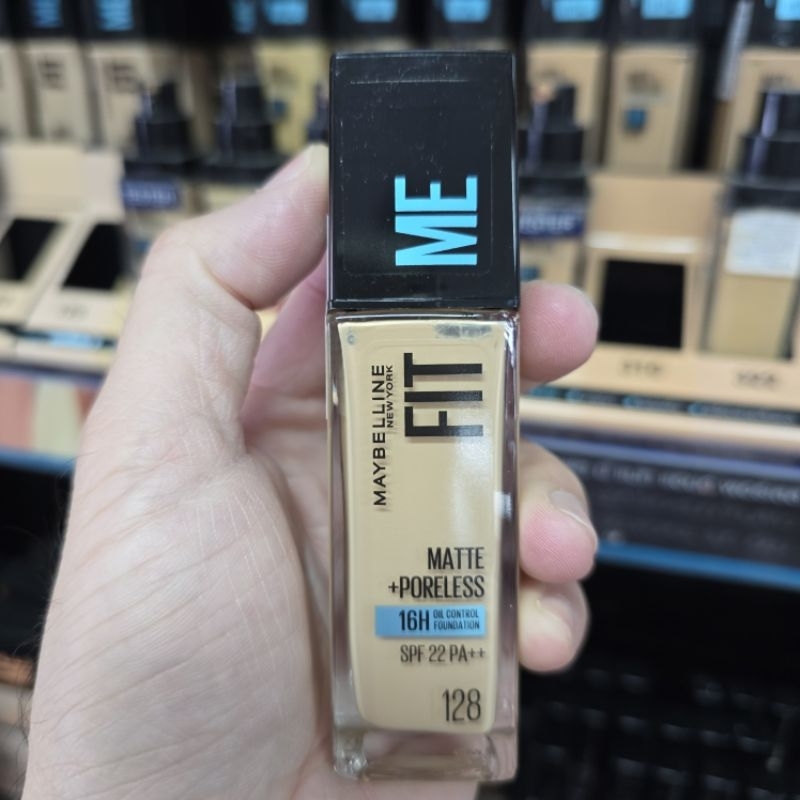 FIT ME
MAYBELLINE
NEW YORK
MATTE
+PORELESS
16H OIL CONTROL
FOUNDATION
SPF 22 PA++
128